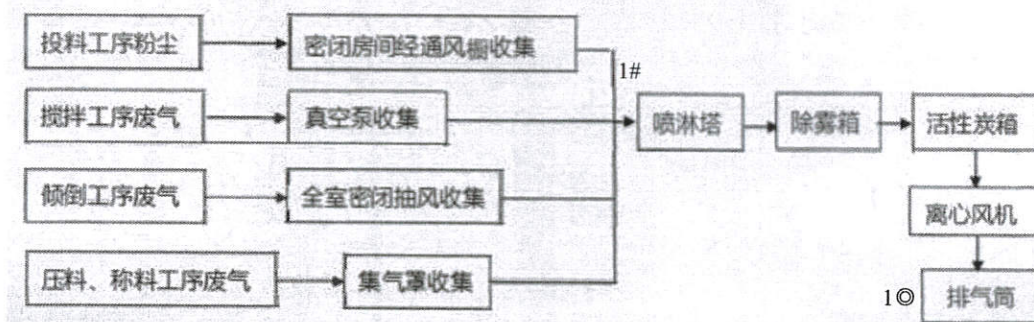 投料工序粉尘
密闭房间经通风橱收集
1#
搅拌工序废气
真空泵收集
喷淋塔
除雾箱
活性炭箱
倾倒工序废气
全室密闭抽风收集
离心风机
压料、称料工序废气
集气罩收集
1◎
排气筒